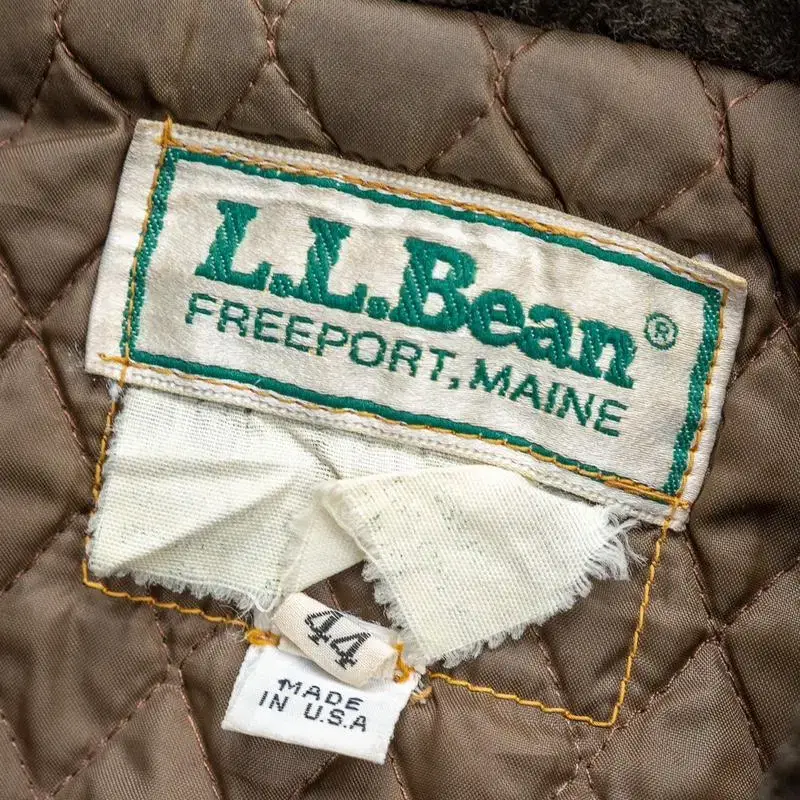 L.L.Bean®
FREEPORT, MAINE
44
MADE
IN U.S.A